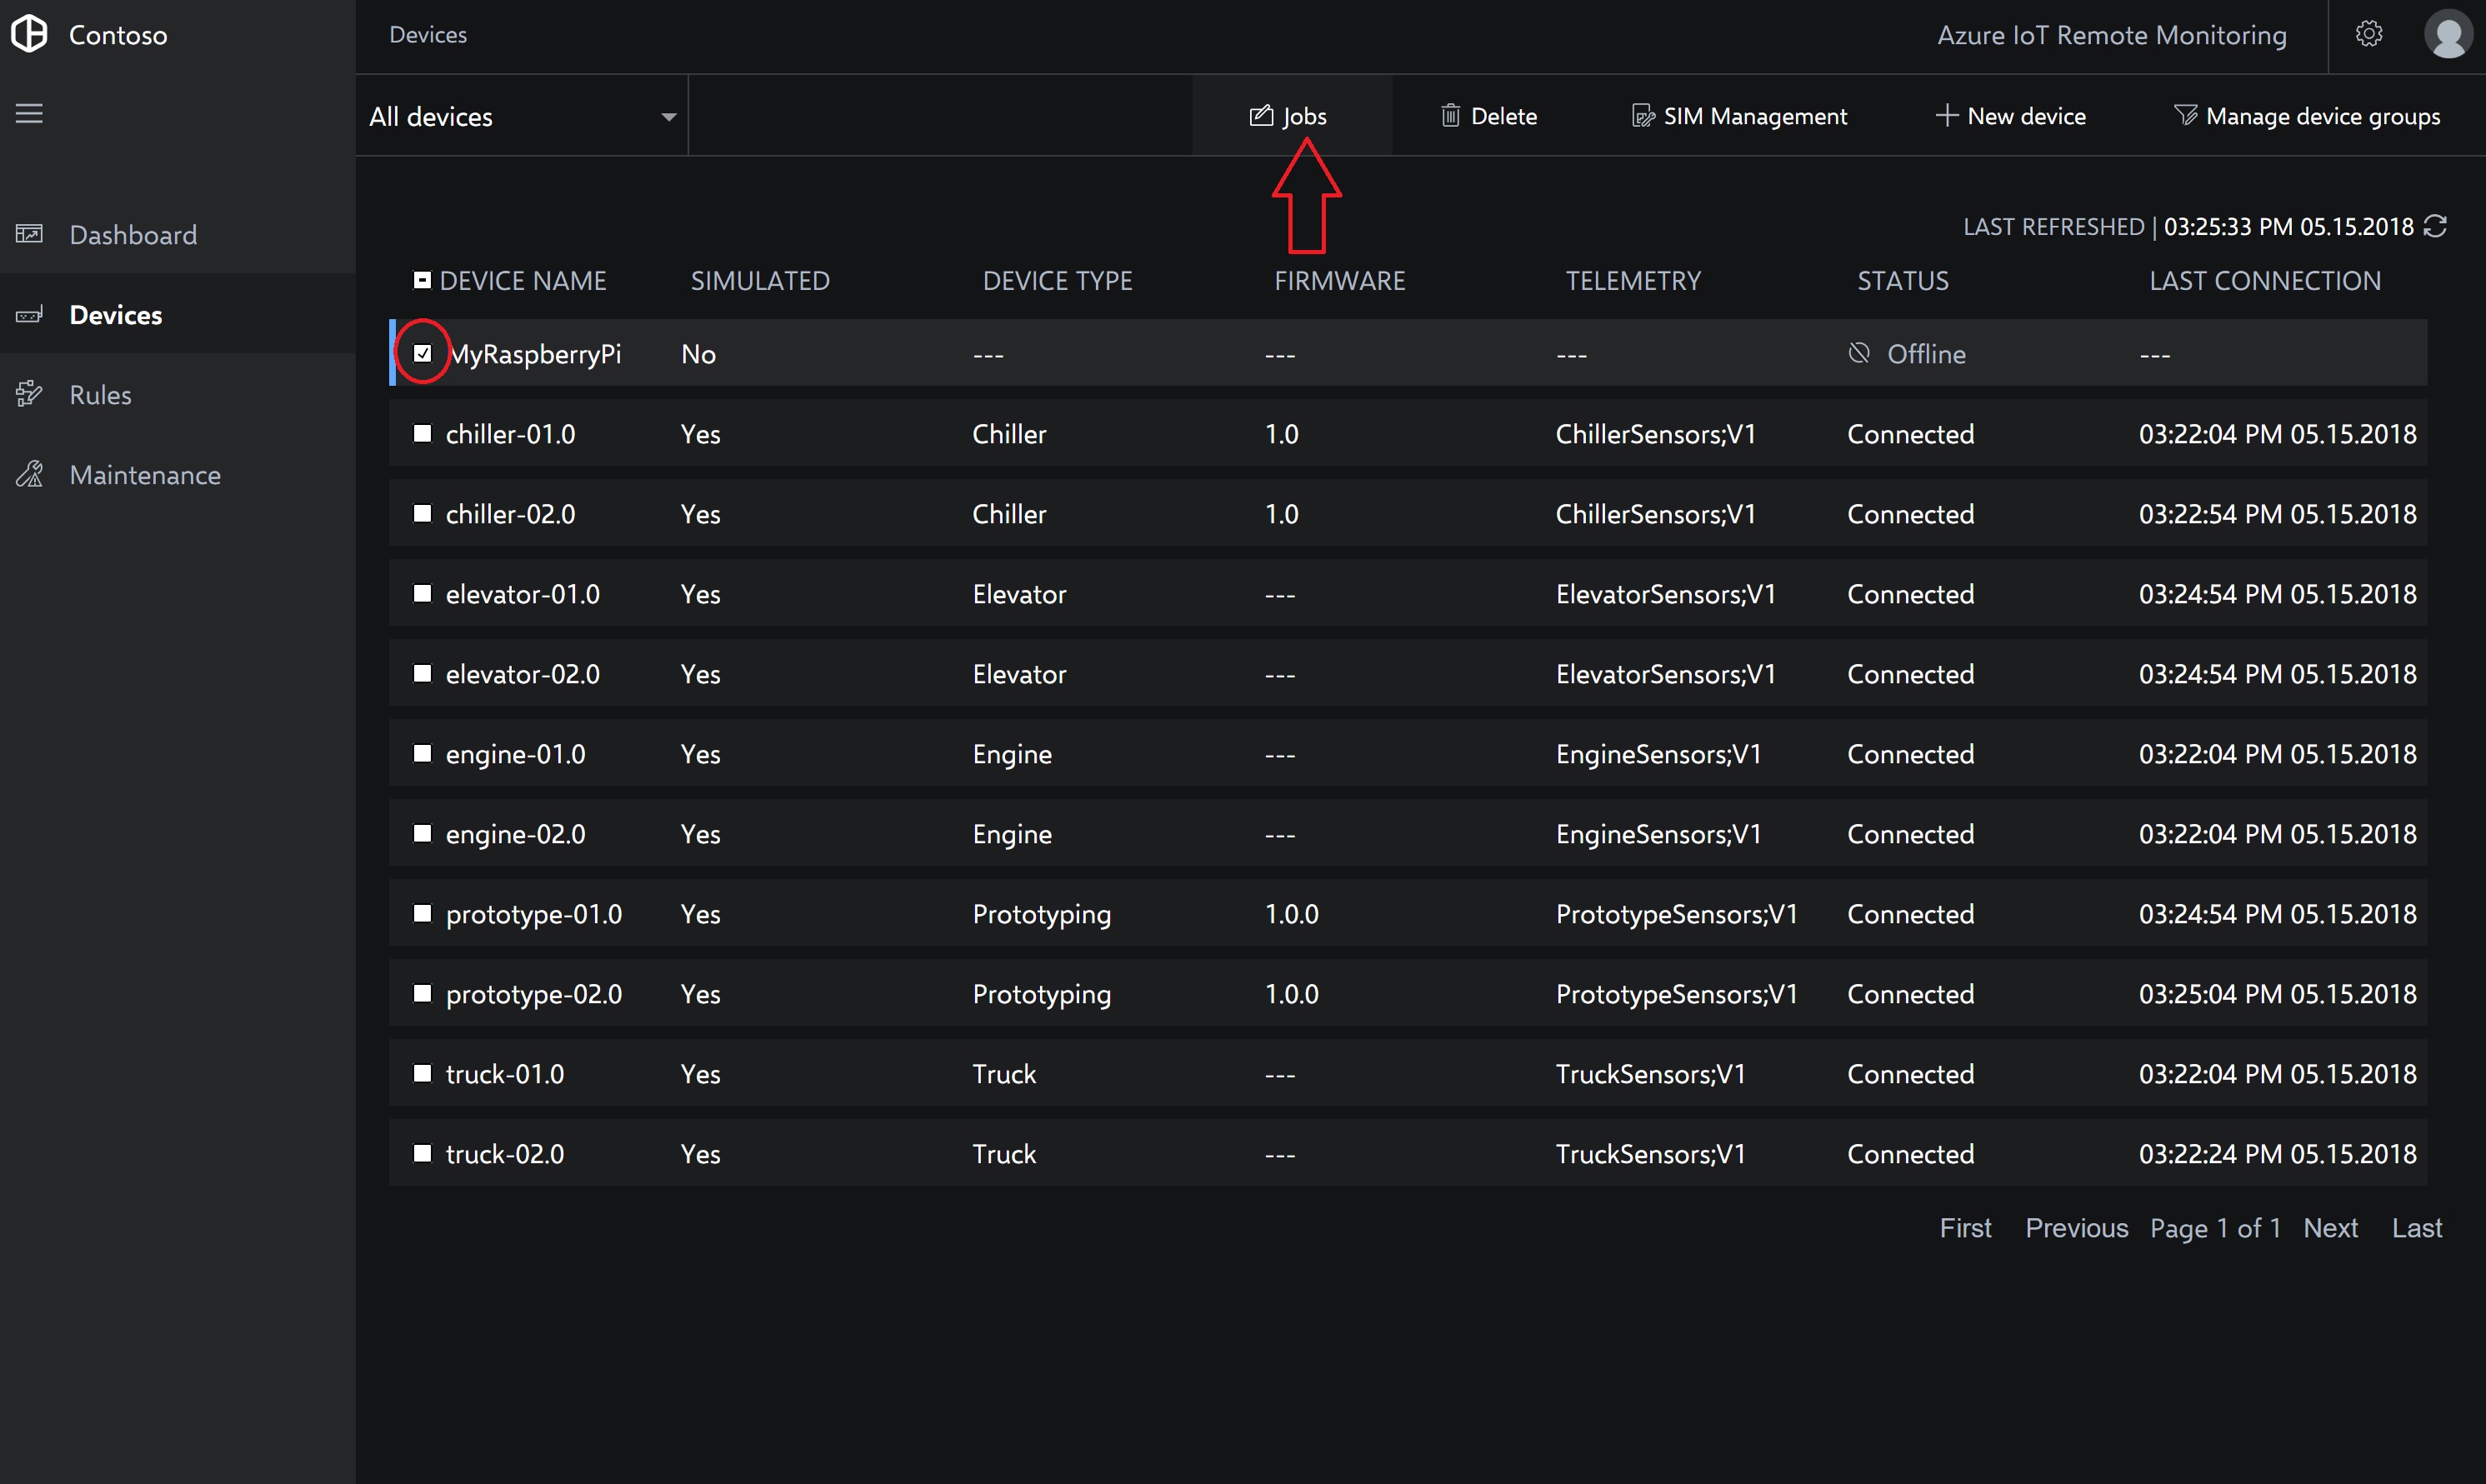 Contoso
Devices
Azure IoT Remote Monitoring
All devices
Jobs
Delete
SIM Management
New device
Manage device groups
Dashboard
Devices
Rules
Maintenance
LAST REFRESHED | 03:25:33 PM 05.15.2018
DEVICE NAME SIMULATED DEVICE TYPE FIRMWARE TELEMETRY STATUS LAST CONNECTION
MyRaspberryPi No --- --- --- Offline ---
chiller-01.0 Yes Chiller 1.0 ChillerSensors;V1 Connected 03:22:04 PM 05.15.2018
chiller-02.0 Yes Chiller 1.0 ChillerSensors;V1 Connected 03:22:54 PM 05.15.2018
elevator-01.0 Yes Elevator --- ElevatorSensors;V1 Connected 03:24:54 PM 05.15.2018
elevator-02.0 Yes Elevator --- ElevatorSensors;V1 Connected 03:24:54 PM 05.15.2018
engine-01.0 Yes Engine --- EngineSensors;V1 Connected 03:22:04 PM 05.15.2018
engine-02.0 Yes Engine --- EngineSensors;V1 Connected 03:22:04 PM 05.15.2018
prototype-01.0 Yes Prototyping 1.0.0 PrototypeSensors;V1 Connected 03:24:54 PM 05.15.2018
prototype-02.0 Yes Prototyping 1.0.0 PrototypeSensors;V1 Connected 03:25:04 PM 05.15.2018
truck-01.0 Yes Truck --- TruckSensors;V1 Connected 03:22:04 PM 05.15.2018
truck-02.0 Yes Truck --- TruckSensors;V1 Connected 03:22:24 PM 05.15.2018
First Previous Page 1 of 1 Next Last